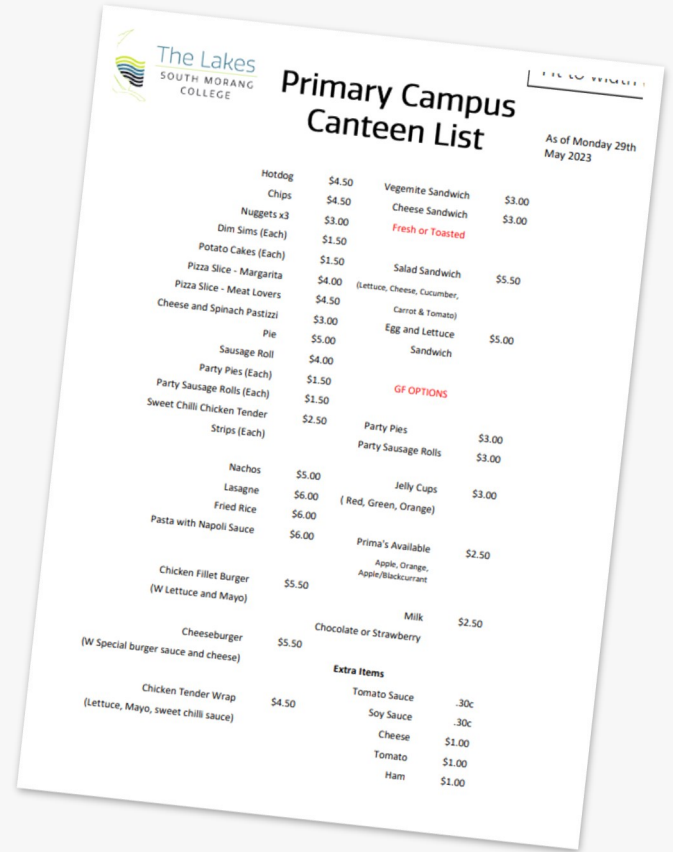 The Lakes
SOUTH MORANG
COLLEGE
Primary Campus
Canteen List
As of Monday 29th
May 2023
Hotdog $4.50
Chips $4.50
Nuggets x3 $3.00
Dim Sims (Each) $1.50
Potato Cakes (Each) $1.50
Pizza Slice - Margarita $4.00
Pizza Slice - Meat Lovers $4.50
Cheese and Spinach Pastizzi $3.00
Pie $5.00
Sausage Roll $4.00
Party Pies (Each) $1.50
Party Sausage Rolls (Each) $1.50
Sweet Chilli Chicken Tender $2.50
Strips (Each)
Nachos $5.00
Lasagne $6.00
Fried Rice $6.00
Pasta with Napoli Sauce $6.00
Chicken Fillet Burger $5.50
(W Lettuce and Mayo)
Cheeseburger $5.50
(W Special burger sauce and cheese)
Chicken Tender Wrap $4.50
(Lettuce, Mayo, sweet chilli sauce)
Vegemite Sandwich $3.00
Cheese Sandwich $3.00
Fresh or Toasted
Salad Sandwich $5.50
(Lettuce, Cheese, Cucumber,
Carrot & Tomato)
Egg and Lettuce $5.00
Sandwich
GF OPTIONS
Party Pies $3.00
Party Sausage Rolls $3.00
Jelly Cups $3.00
( Red, Green, Orange)
Prima's Available $2.50
Apple, Orange,
Apple/Blackcurrant
Milk $2.50
Chocolate or Strawberry
Extra Items
Tomato Sauce .30c
Soy Sauce .30c
Cheese $1.00
Tomato $1.00
Ham $1.00